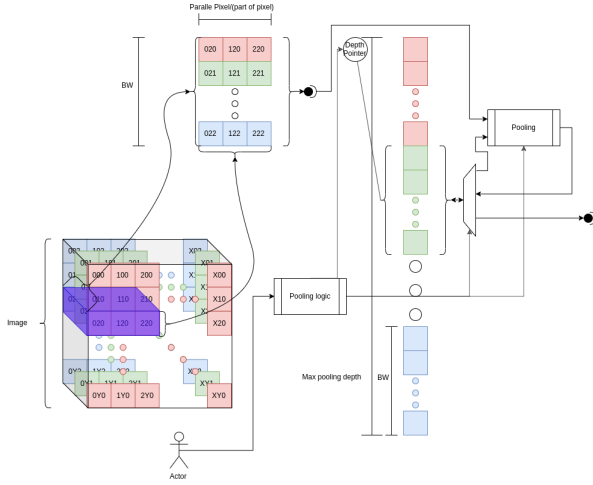 Paralle Pixel/(part of pixel)
020 120 220
021 121 221
022 122 222
BW
Depth
Pointer
Pooling
Pooling logic
Max pooling depth
BW
Image
000 100 200
X00
010 110 210
X10
020 120 220
X20
0Y0 1Y0 2Y0
XY0
Actor